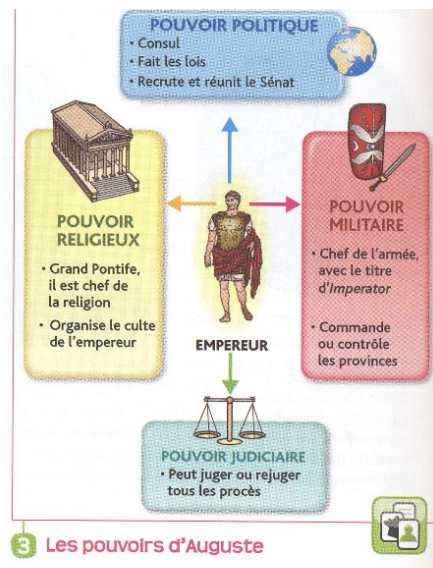 POUVOIR POLITIQUE
• Consul
• Fait les lois
• Recrute et réunit le Sénat
POUVOIR
RELIGIEUX
• Grand Pontife,
il est chef de
la religion
• Organise le culte
de l'empereur
EMPEREUR
POUVOIR
MILITAIRE
• Chef de l'armée,
avec le titre
d'Imperator
• Commande
ou contrôle
les provinces
POUVOIR JUDICIAIRE
• Peut juger ou rejuger
tous les procès
3 Les pouvoirs d'Auguste